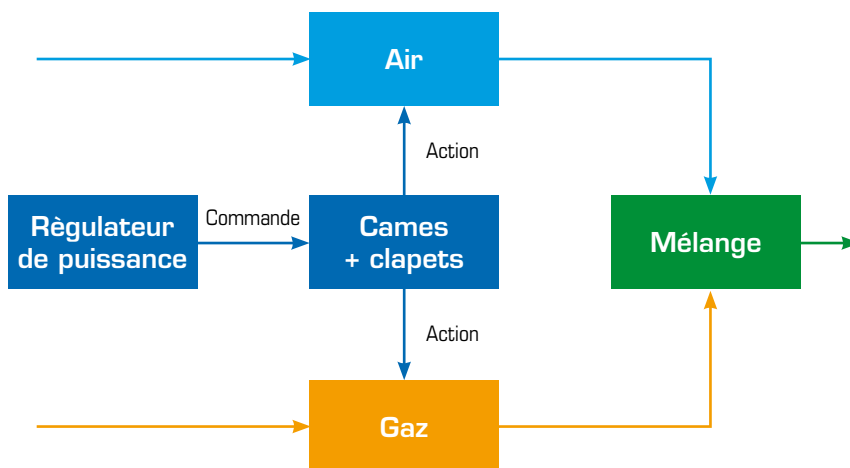 Air
Action
Règulateur
de puissance
Commande
Cames
+ clapets
Mélange
Action
Gaz